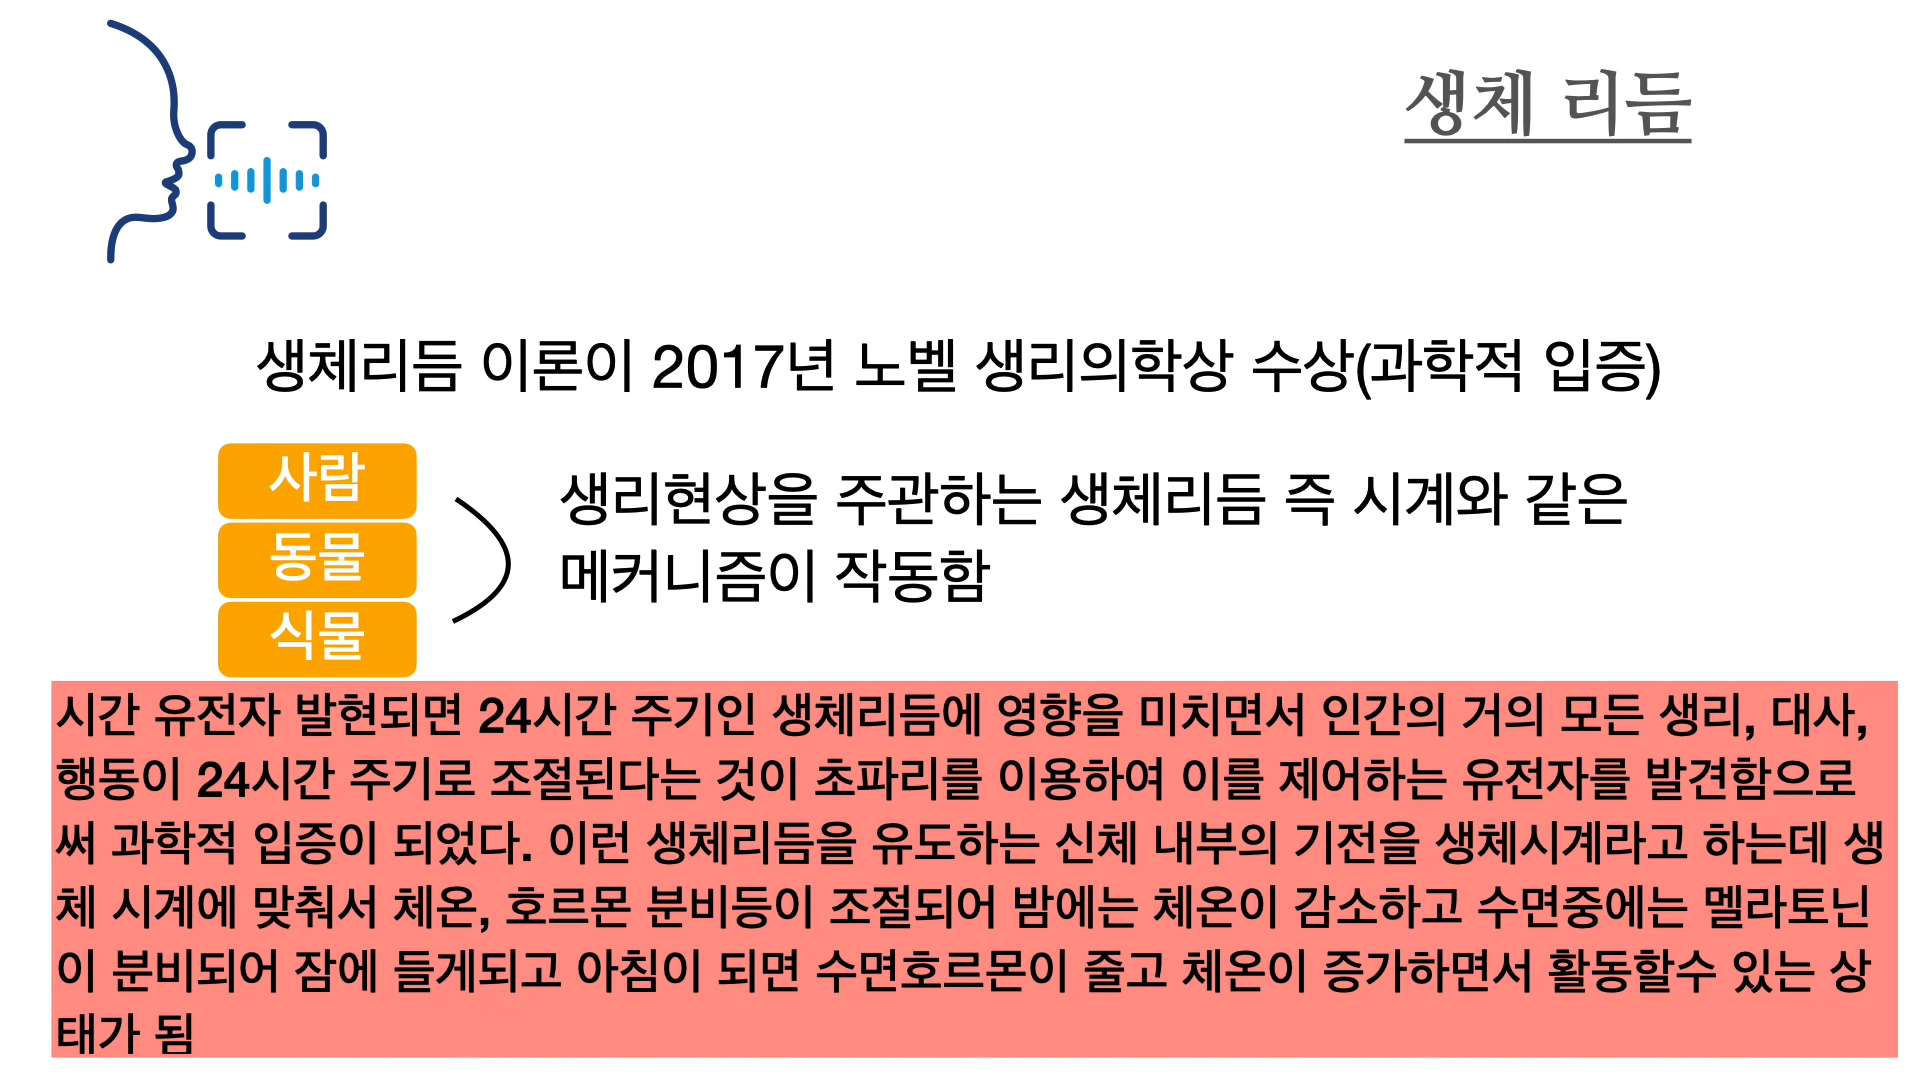 생체 리듬
생체리듬 이론이 2017년 노벨 생리의학상 수상(과학적 입증)
사람
동물
식물
생리현상을 주관하는 생체리듬 즉 시계와 같은
메커니즘이 작동함
시간 유전자 발현되면 24시간 주기인 생체리듬에 영향을 미치면서 인간의 거의 모든 생리, 대사,
행동이 24시간 주기로 조절된다는 것이 초파리를 이용하여 이를 제어하는 유전자를 발견함으로
써 과학적 입증이 되었다. 이런 생체리듬을 유도하는 신체 내부의 기전을 생체시계라고 하는데 생
체 시계에 맞춰서 체온, 호르몬 분비등이 조절되어 밤에는 체온이 감소하고 수면중에는 멜라토닌
이 분비되어 잠에 들게되고 아침이 되면 수면호르몬이 줄고 체온이 증가하면서 활동할수 있는 상
태가 됨